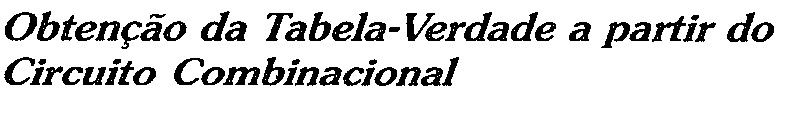 Obtenção da Tabela-Verdade a partir do
Circuito Combinacional